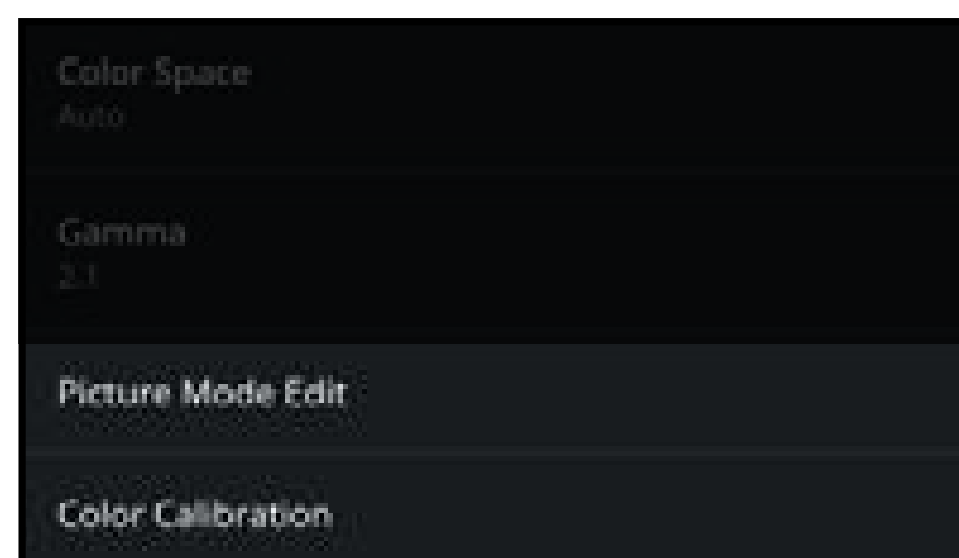 Color Space
Auto
Gamma
2.1
Picture Mode Edit
Color Calibration